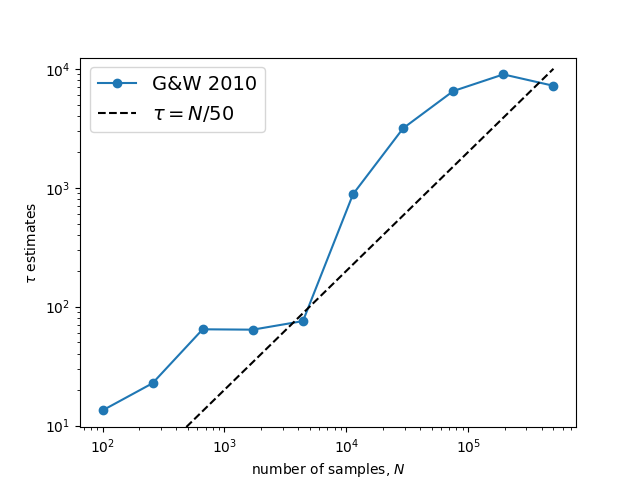 G&W 2010
τ = N/50
10⁴
10³
10²
10¹
τ estimates
10² 10³ 10⁴ 10⁵
number of samples, N